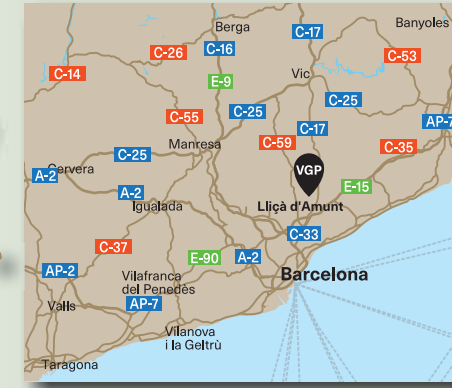 Berga
C-17
Banyoles
C-26
C-16
C-53
C-14
Vic
E-9
C-25
C-55
C-25
C-17
AP-7
C-59
Manresa
C-35
C-25
VGP
Cervera
A-2
E-15
A-2
Igualada
Lliçà d'Amunt
C-33
C-37
E-90
A-2
AP-2
Barcelona
Vilafranca
del Penedès
Valls
AP-7
Vilanova
i la Geltrù
Tarragona